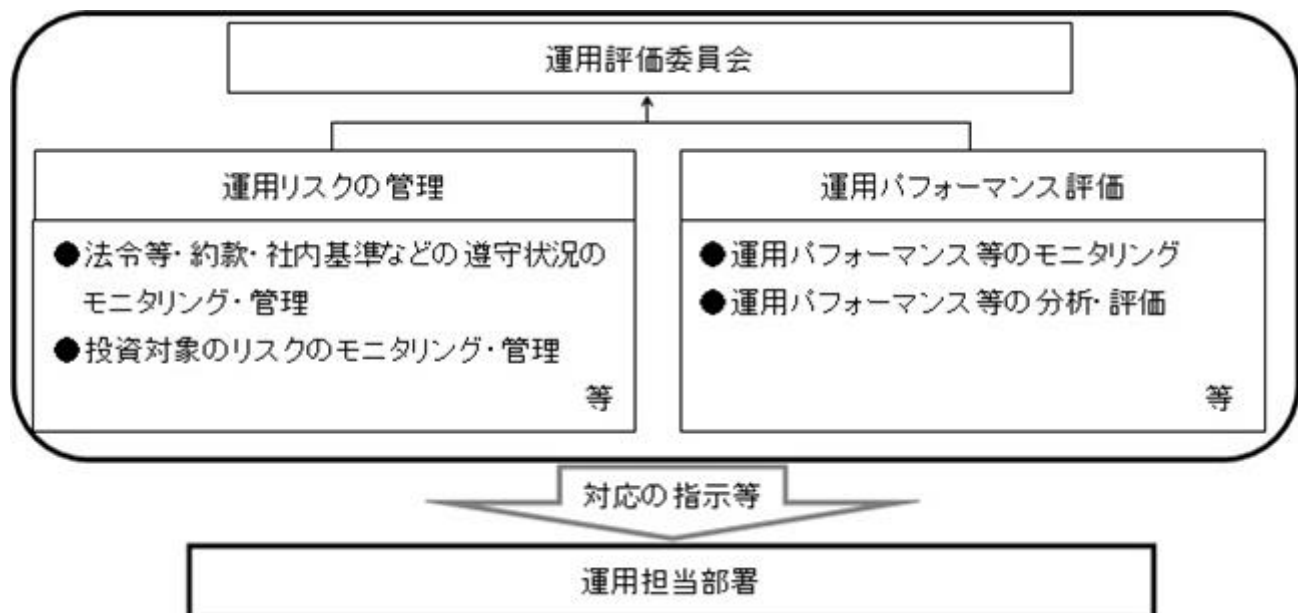 運用評価委員会
運用リスクの管理
●法令等・約款・社内基準などの遵守状況の
モニタリング・管理
●投資対象のリスクのモニタリング・管理
等
運用パフォーマンス評価
●運用パフォーマンス等のモニタリング
●運用パフォーマンス等の分析・評価
等
対応の指示等
運用担当部署